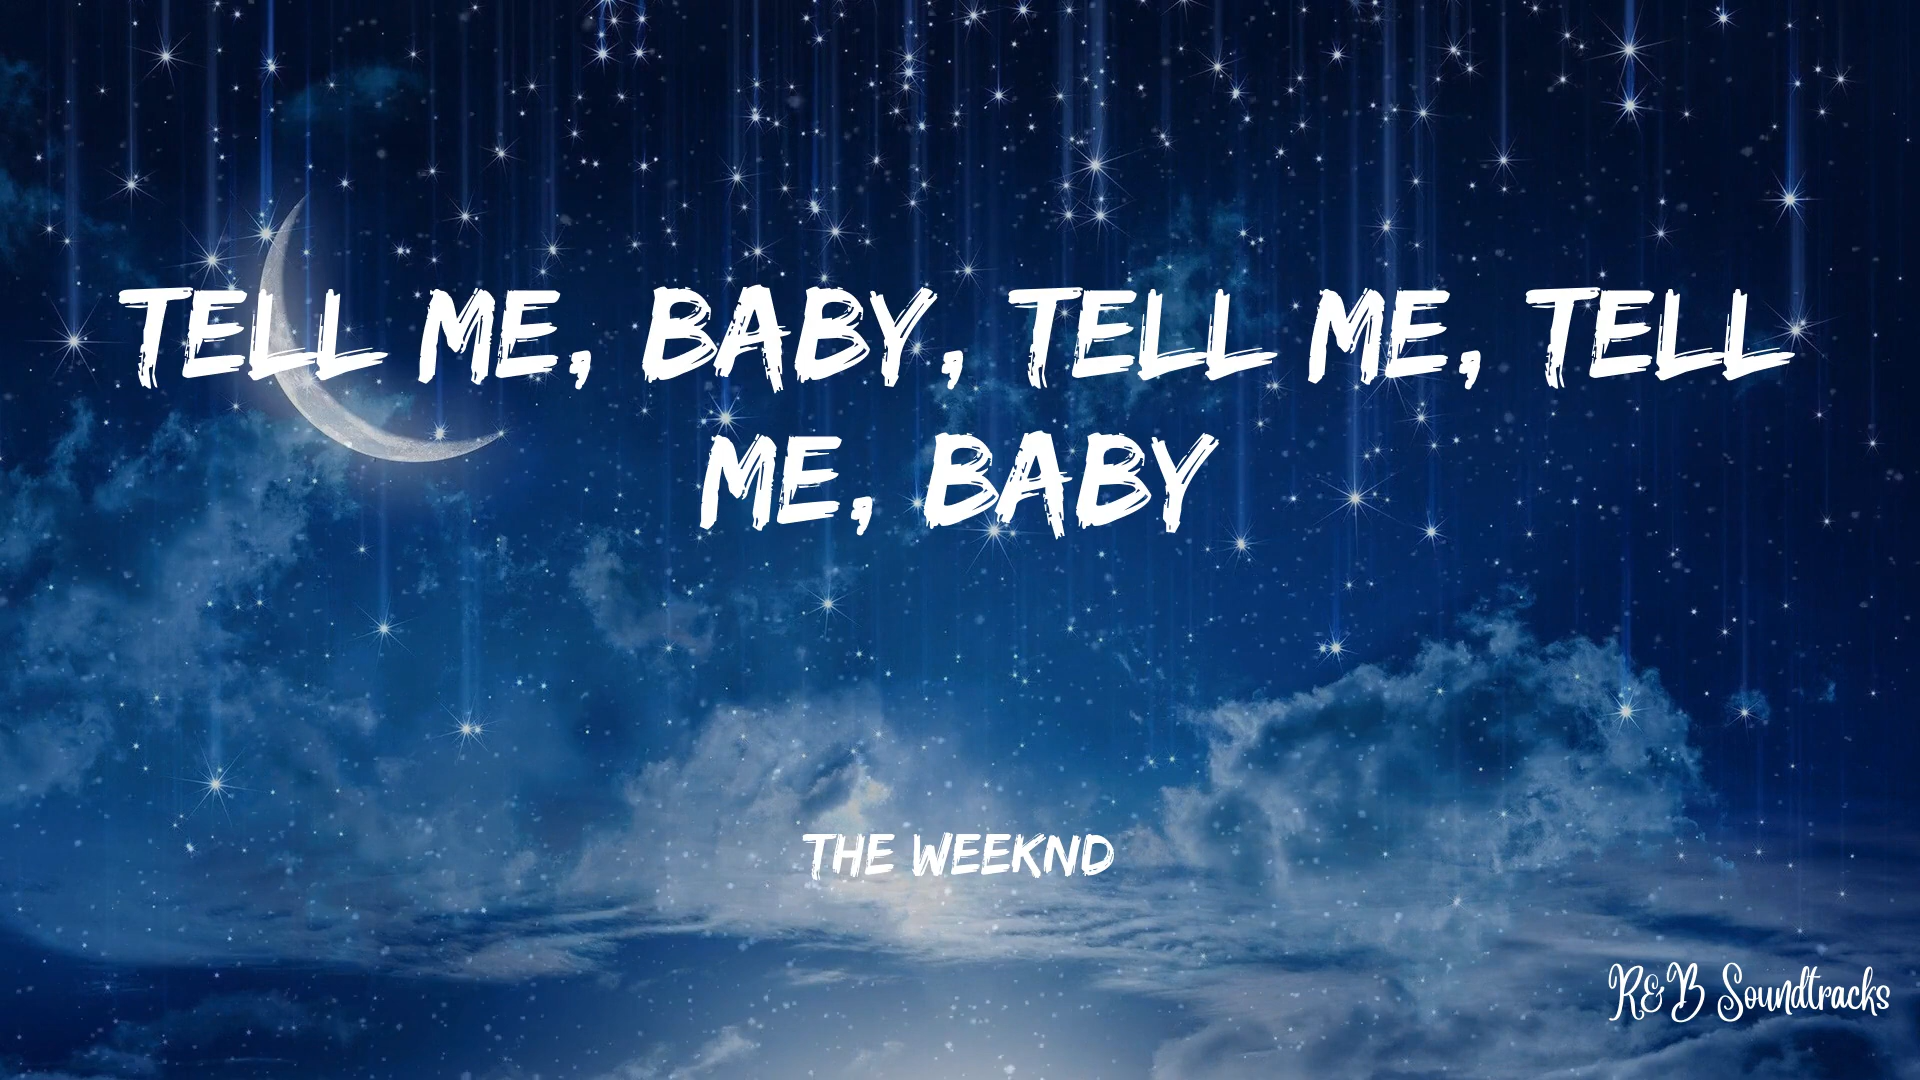 TELL ME, BABY, TELL ME, TELL
ME, BABY
THE WEEKND
R&B Soundtracks